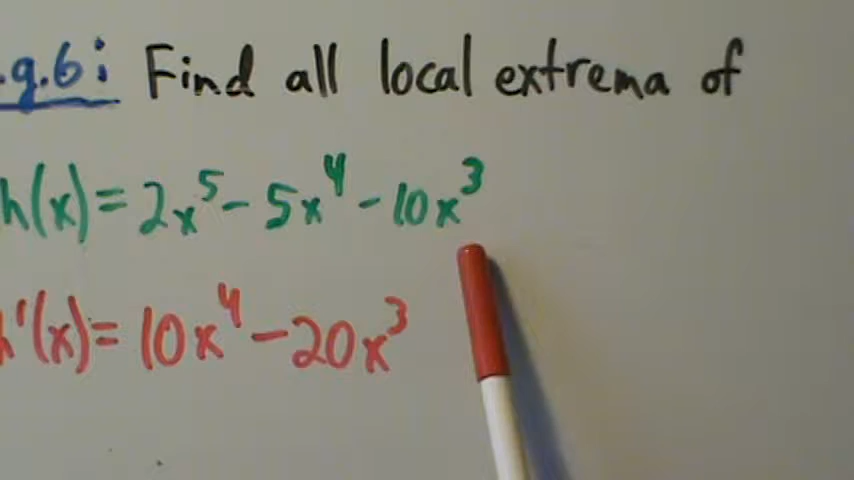 .g.6: Find all local extrema of
h(x) = 2x⁵ - 5x⁴ - 10x³
h'(x) = 10x⁴ - 20x³